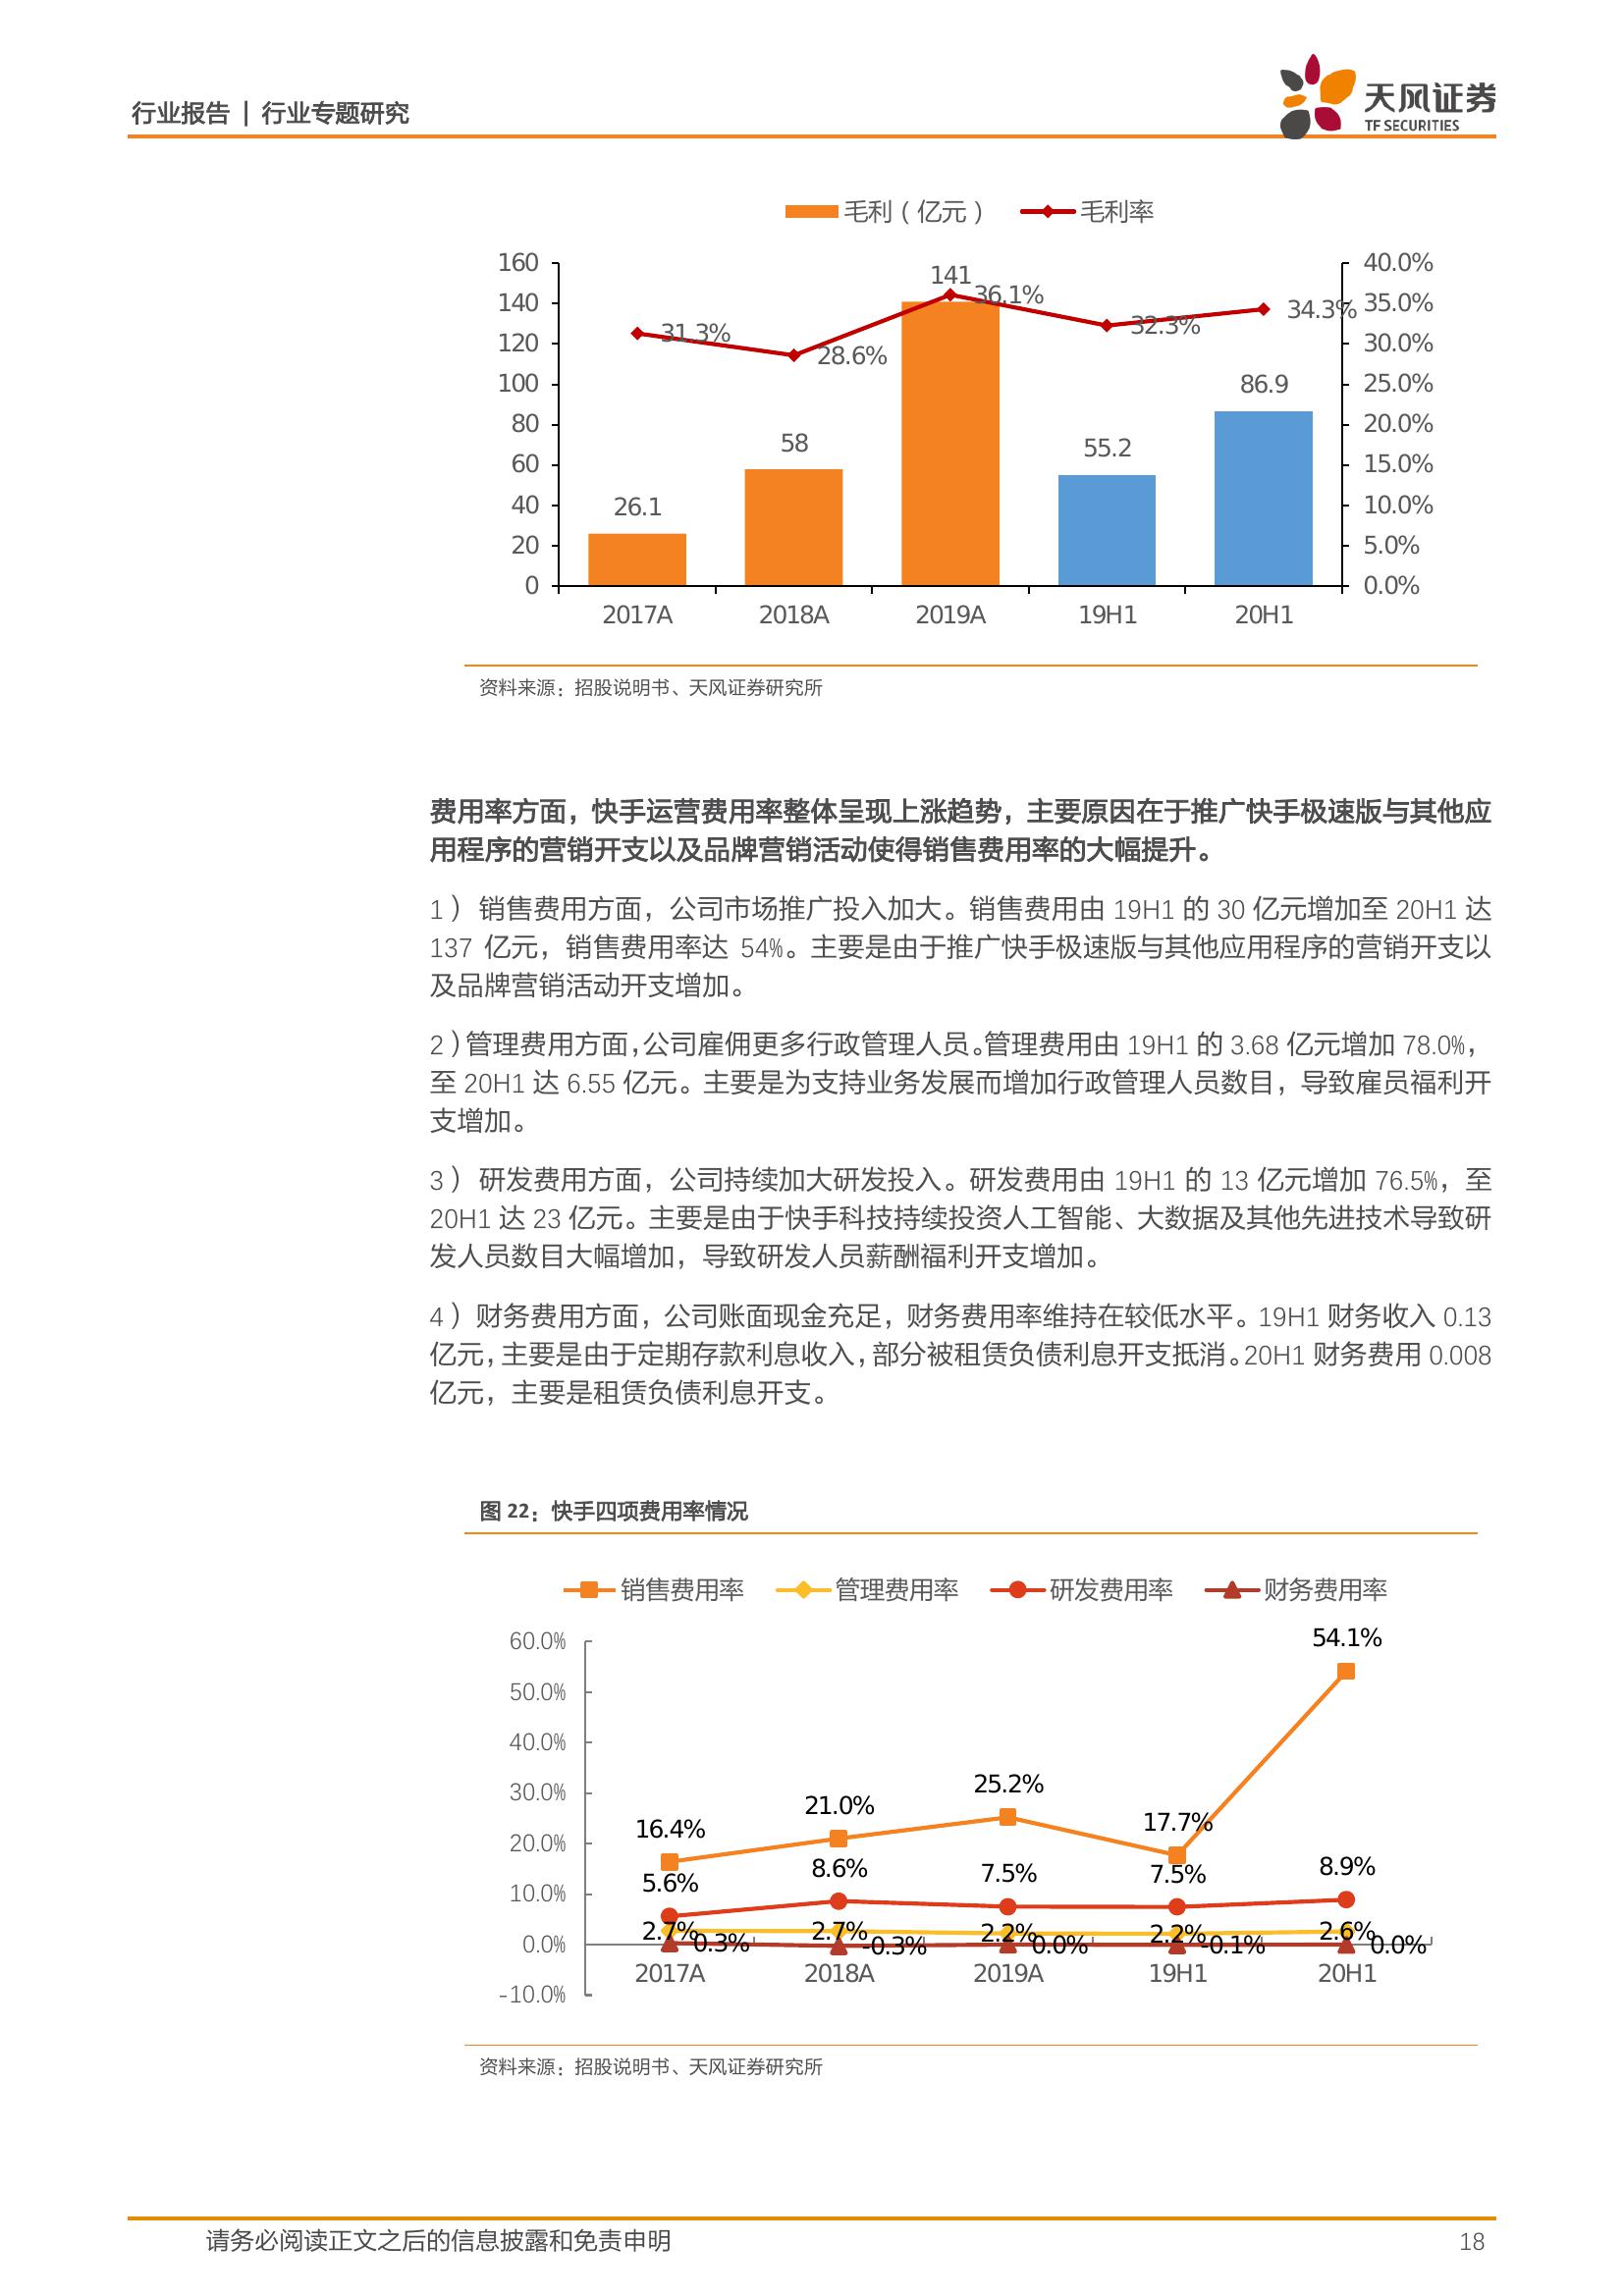 行业报告 | 行业专题研究
天风证券
TF SECURITIES
毛利（亿元） 毛利率
160 40.0%
140 35.0%
120 30.0%
100 25.0%
80 20.0%
60 15.0%
40 10.0%
20 5.0%
0 0.0%
26.1 58 141 55.2 86.9
31.3% 28.6% 36.1% 32.3% 34.3%
2017A 2018A 2019A 19H1 20H1
资料来源：招股说明书、天风证券研究所
费用率方面，快手运营费用率整体呈现上涨趋势，主要原因在于推广快手极速版与其他应
用程序的营销开支以及品牌营销活动使得销售费用率的大幅提升。
1） 销售费用方面，公司市场推广投入加大。销售费用由 19H1 的 30 亿元增加至 20H1 达
137 亿元，销售费用率达 54%。主要是由于推广快手极速版与其他应用程序的营销开支以
及品牌营销活动开支增加。
2）管理费用方面，公司雇佣更多行政管理人员。管理费用由 19H1 的 3.68 亿元增加 78.0%，
至 20H1 达 6.55 亿元。主要是为支持业务发展而增加行政管理人员数目，导致雇员福利开
支增加。
3） 研发费用方面，公司持续加大研发投入。研发费用由 19H1 的 13 亿元增加 76.5%，至
20H1 达 23 亿元。主要是由于快手科技持续投资人工智能、大数据及其他先进技术导致研
发人员数目大幅增加，导致研发人员薪酬福利开支增加。
4）财务费用方面，公司账面现金充足，财务费用率维持在较低水平。19H1 财务收入 0.13
亿元，主要是由于定期存款利息收入，部分被租赁负债利息开支抵消。20H1 财务费用 0.008
亿元，主要是租赁负债利息开支。
图 22：快手四项费用率情况
销售费用率 管理费用率 研发费用率 财务费用率
60.0%
50.0%
40.0%
30.0%
20.0%
10.0%
0.0%
-10.0%
16.4% 21.0% 25.2% 17.7% 54.1%
5.6% 8.6% 7.5% 7.5% 8.9%
2.7% 2.7% 2.2% 2.2% 2.6%
0.3% -0.3% 0.0% -0.1% 0.0%
2017A 2018A 2019A 19H1 20H1
资料来源：招股说明书、天风证券研究所
请务必阅读正文之后的信息披露和免责申明 18